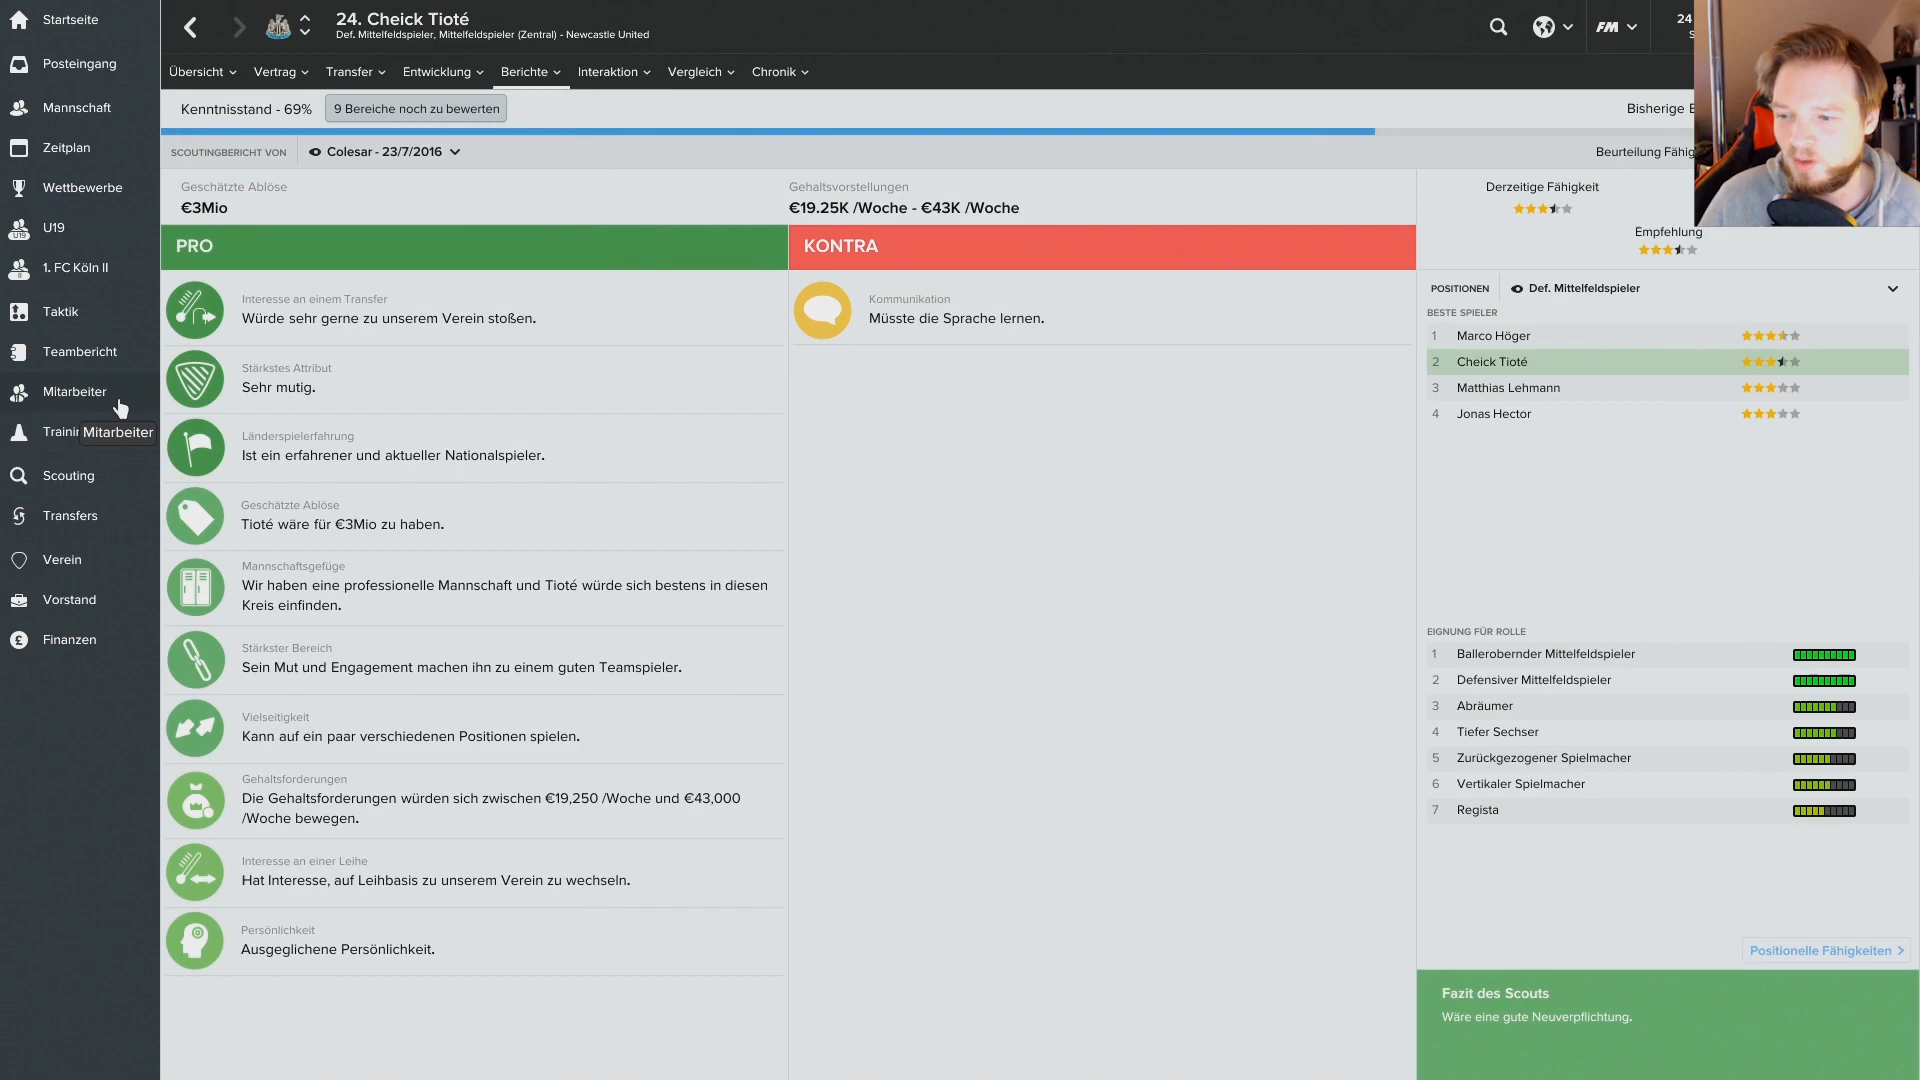 Startseite
Posteingang
Mannschaft
Zeitplan
Wettbewerbe
U19
1. FC Köln II
Taktik
Teambericht
Mitarbeiter
Mitarbeiter
Scouting
Transfers
Verein
Vorstand
Finanzen
24. Cheick Tioté
Def. Mittelfeldspieler, Mittelfeldspieler (Zentral) - Newcastle United
FM
24
Übersicht Vertrag Transfer Entwicklung Berichte Interaktion Vergleich Chronik
Kenntnisstand - 69% 9 Bereiche noch zu bewerten
Bisherige
SCOUTINGBERICHT VON Colesar - 23/7/2016
Beurteilung
Geschätzte Ablöse
€3Mio
Gehaltsvorstellungen
€19.25K /Woche - €43K /Woche
PRO
Interesse an einem Transfer
Würde sehr gerne zu unserem Verein stoßen.
Stärkstes Attribut
Sehr mutig.
Länderspielerfahrung
Ist ein erfahrener und aktueller Nationalspieler.
Geschätzte Ablöse
Tioté wäre für €3Mio zu haben.
Mannschaftsgefüge
Wir haben eine professionelle Mannschaft und Tioté würde sich bestens in diesen
Kreis einfinden.
Stärkster Bereich
Sein Mut und Engagement machen ihn zu einem guten Teamspieler.
Vielseitigkeit
Kann auf ein paar verschiedenen Positionen spielen.
Gehaltsforderungen
Die Gehaltsforderungen würden sich zwischen €19,250 /Woche und €43,000
/Woche bewegen.
Interesse an einer Leihe
Hat Interesse, auf Leihbasis zu unserem Verein zu wechseln.
Persönlichkeit
Ausgeglichene Persönlichkeit.
KONTRA
Kommunikation
Müsste die Sprache lernen.
Derzeitige Fähigkeit
Empfehlung
POSITIONEN Def. Mittelfeldspieler
BESTE SPIELER
1 Marco Höger
2 Cheick Tioté
3 Matthias Lehmann
4 Jonas Hector
EIGNUNG FÜR ROLLE
1 Ballerobernder Mittelfeldspieler
2 Defensiver Mittelfeldspieler
3 Abräumer
4 Tiefer Sechser
5 Zurückgezogener Spielmacher
6 Vertikaler Spielmacher
7 Regista
Positionelle Fähigkeiten
Fazit des Scouts
Wäre eine gute Neuverpflichtung.